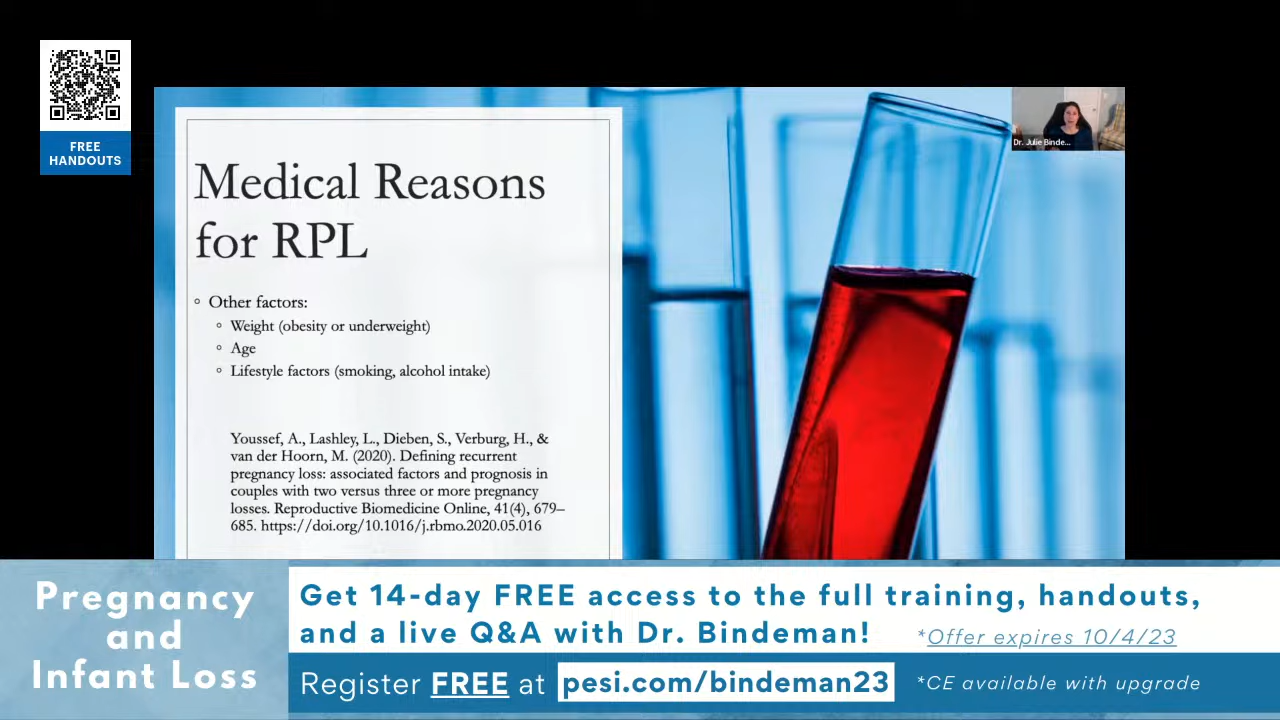 FREE
HANDOUTS
Medical Reasons
for RPL
Other factors:
Weight (obesity or underweight)
Age
Lifestyle factors (smoking, alcohol intake)
Youssef, A., Lashley, L., Dieben, S., Verburg, H., &
van der Hoorn, M. (2020). Defining recurrent
pregnancy loss: associated factors and prognosis in
couples with two versus three or more pregnancy
losses. Reproductive Biomedicine Online, 41(4), 679–
685. https://doi.org/10.1016/j.rbmo.2020.05.016
Dr. Julie Binde...
Pregnancy
and
Infant Loss
Get 14-day FREE access to the full training, handouts,
and a live Q&A with Dr. Bindeman!
*Offer expires 10/4/23
Register FREE at pesi.com/bindeman23
*CE available with upgrade